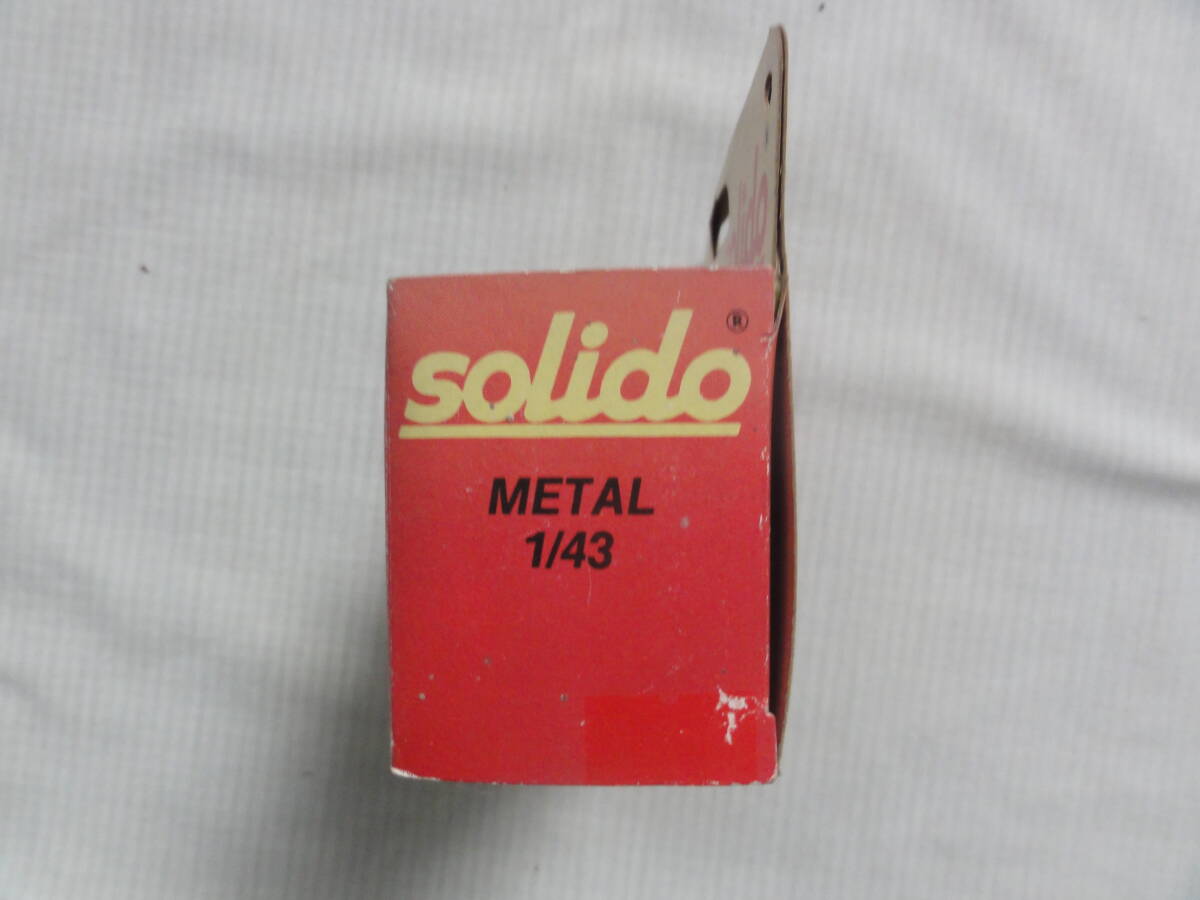 solido ®
METAL
1/43